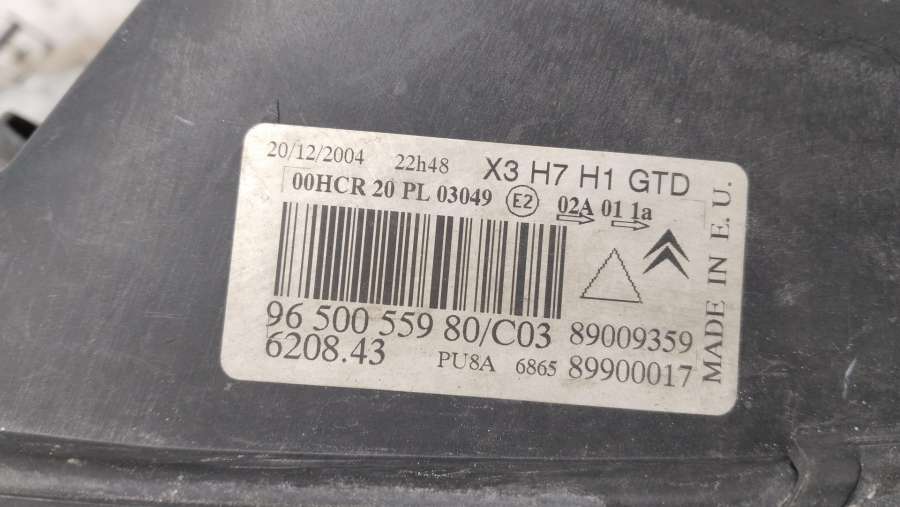 20/12/2004 22h48 X3 H7 H1 GTD
00HCR 20 PL 03049 E2 02A 01 1a
96 500 559 80/C03 89009359
6208.43 PU8A 6865 89900017
MADE IN E. U.